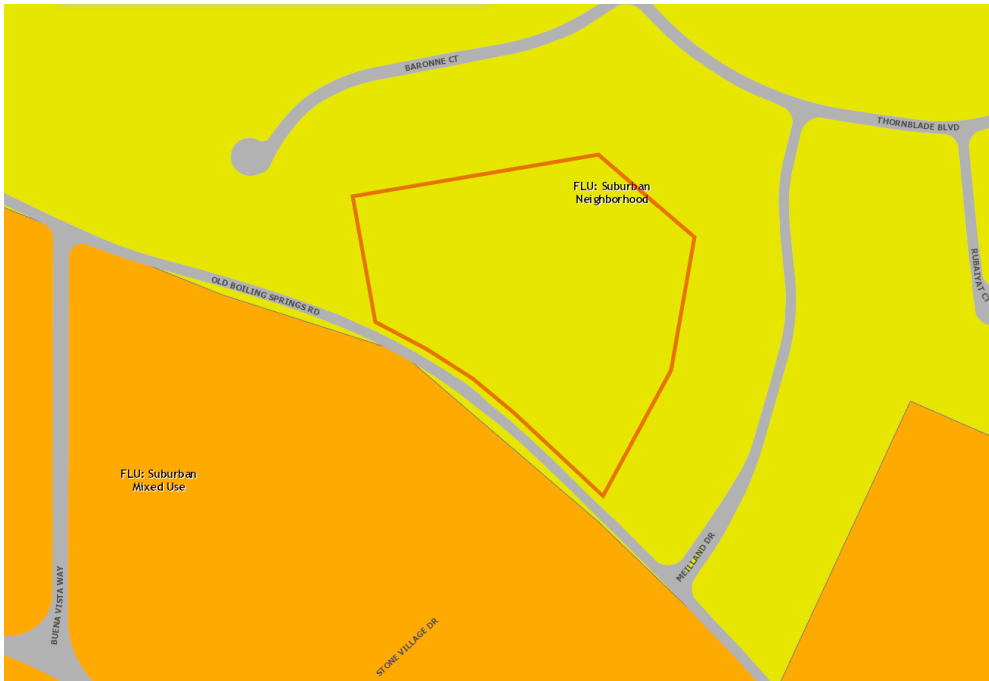 BARONNE CT
THORNBLADE BLVD
FLU: Suburban
Neighborhood
RUBAIYAT CT
OLD BOILING SPRINGS RD
FLU: Suburban
Mixed Use
MEILLAND DR
BUENA VISTA WAY
STONE VILLAGE DR